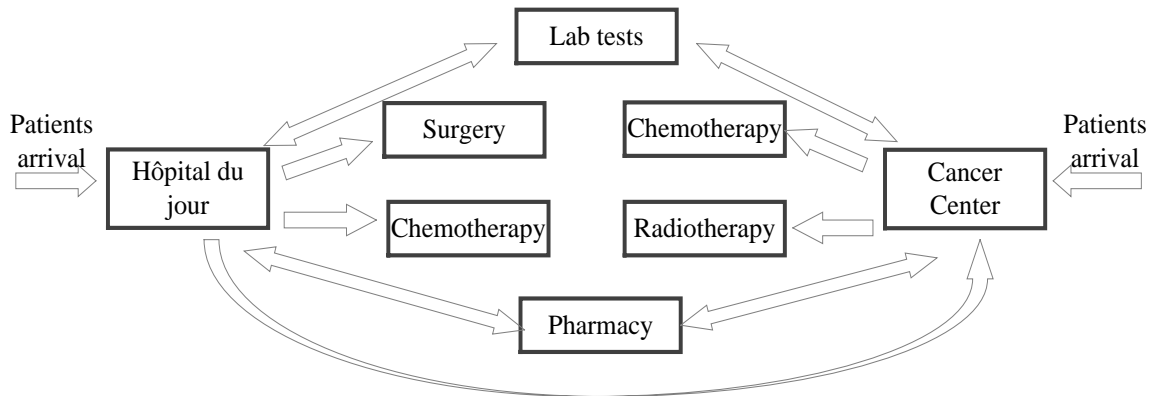 Lab tests
Patients
arrival
Surgery
Chemotherapy
Patients
arrival
Hôpital du
jour
Cancer
Center
Chemotherapy
Radiotherapy
Pharmacy